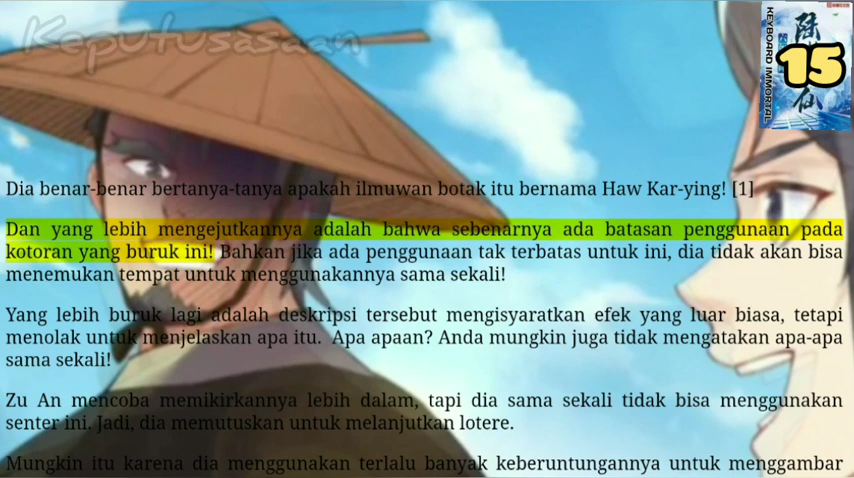 Keputusasaan
KEYBOARD IMMORTAL
15
Dia benar-benar bertanya-tanya apakah ilmuwan botak itu bernama Haw Kar-ying! [1]
Dan yang lebih mengejutkannya adalah bahwa sebenarnya ada batasan penggunaan pada
kotoran yang buruk ini! Bahkan jika ada penggunaan tak terbatas untuk ini, dia tidak akan bisa
menemukan tempat untuk menggunakannya sama sekali!
Yang lebih buruk lagi adalah deskripsi tersebut mengisyaratkan efek yang luar biasa, tetapi
menolak untuk menjelaskan apa itu. Apa apaan? Anda mungkin juga tidak mengatakan apa-apa
sama sekali!
Zu An mencoba memikirkannya lebih dalam, tapi dia sama sekali tidak bisa menggunakan
senter ini. Jadi, dia memutuskan untuk melanjutkan lotere.
Mungkin itu karena dia menggunakan terlalu banyak keberuntungannya untuk menggambar